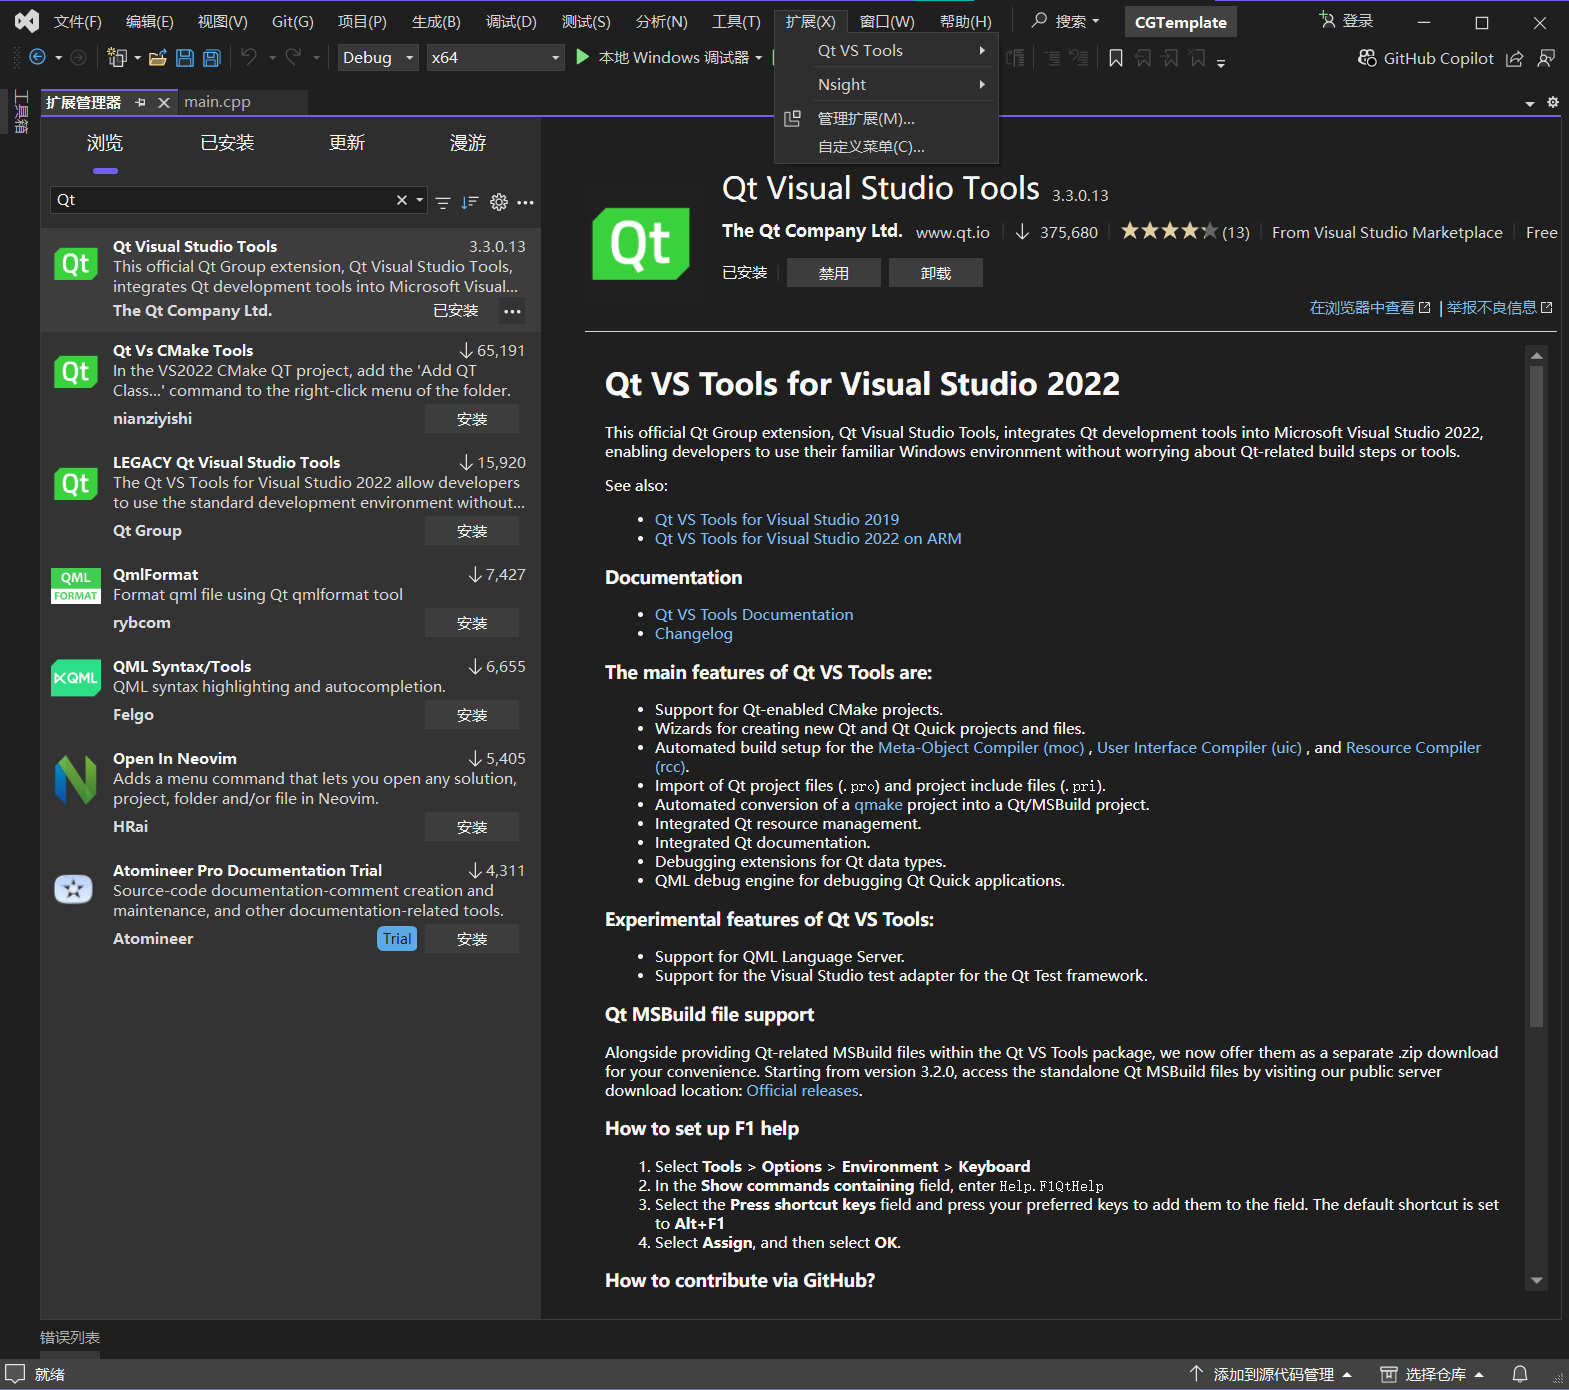 文件(F) 编辑(E) 视图(V) Git(G) 项目(P) 生成(B) 调试(D) 测试(S) 分析(N) 工具(T) 扩展(X) 窗口(W) 帮助(H) 搜索 CGTemplate 登录
Debug x64 本地 Windows 调试器 GitHub Copilot
Qt VS Tools
Nsight
管理扩展(M)...
自定义菜单(C)...
工具箱
扩展管理器 main.cpp
浏览 已安装 更新 漫游
Qt
Qt Visual Studio Tools 3.3.0.13
This official Qt Group extension, Qt Visual Studio Tools,
integrates Qt development tools into Microsoft Visual...
The Qt Company Ltd. 已安装
Qt Vs CMake Tools 65,191
In the VS2022 CMake QT project, add the 'Add QT
Class...' command to the right-click menu of the folder.
nianziyishi 安装
LEGACY Qt Visual Studio Tools 15,920
The Qt VS Tools for Visual Studio 2022 allow developers
to use the standard development environment without...
Qt Group 安装
QML
FORMAT
QmlFormat 7,427
Format qml file using Qt qmlformat tool
rybcom 安装
QML
QML Syntax/Tools 6,655
QML syntax highlighting and autocompletion.
Felgo 安装
Open In Neovim 5,405
Adds a menu command that lets you open any solution,
project, folder and/or file in Neovim.
HRai 安装
Atomineer Pro Documentation Trial 4,311
Source-code documentation-comment creation and
maintenance, and other documentation-related tools.
Atomineer Trial 安装
Qt
Qt Visual Studio Tools 3.3.0.13
The Qt Company Ltd. www.qt.io 375,680 (13) From Visual Studio Marketplace Free
已安装 禁用 卸载
在浏览器中查看 | 举报不良信息
Qt VS Tools for Visual Studio 2022
This official Qt Group extension, Qt Visual Studio Tools, integrates Qt development tools into Microsoft Visual Studio 2022,
enabling developers to use their familiar Windows environment without worrying about Qt-related build steps or tools.
See also:
• Qt VS Tools for Visual Studio 2019
• Qt VS Tools for Visual Studio 2022 on ARM
Documentation
• Qt VS Tools Documentation
• Changelog
The main features of Qt VS Tools are:
• Support for Qt-enabled CMake projects.
• Wizards for creating new Qt and Qt Quick projects and files.
• Automated build setup for the Meta-Object Compiler (moc) , User Interface Compiler (uic) , and Resource Compiler
(rcc).
• Import of Qt project files (.pro) and project include files (.pri).
• Automated conversion of a qmake project into a Qt/MSBuild project.
• Integrated Qt resource management.
• Integrated Qt documentation.
• Debugging extensions for Qt data types.
• QML debug engine for debugging Qt Quick applications.
Experimental features of Qt VS Tools:
• Support for QML Language Server.
• Support for the Visual Studio test adapter for the Qt Test framework.
Qt MSBuild file support
Alongside providing Qt-related MSBuild files within the Qt VS Tools package, we now offer them as a separate .zip download
for your convenience. Starting from version 3.2.0, access the standalone Qt MSBuild files by visiting our public server
download location: Official releases.
How to set up F1 help
1. Select Tools > Options > Environment > Keyboard
2. In the Show commands containing field, enter Help.F1QtHelp
3. Select the Press shortcut keys field and press your preferred keys to add them to the field. The default shortcut is set
to Alt+F1
4. Select Assign, and then select OK.
How to contribute via GitHub?
错误列表
就绪 添加到源代码管理 选择仓库